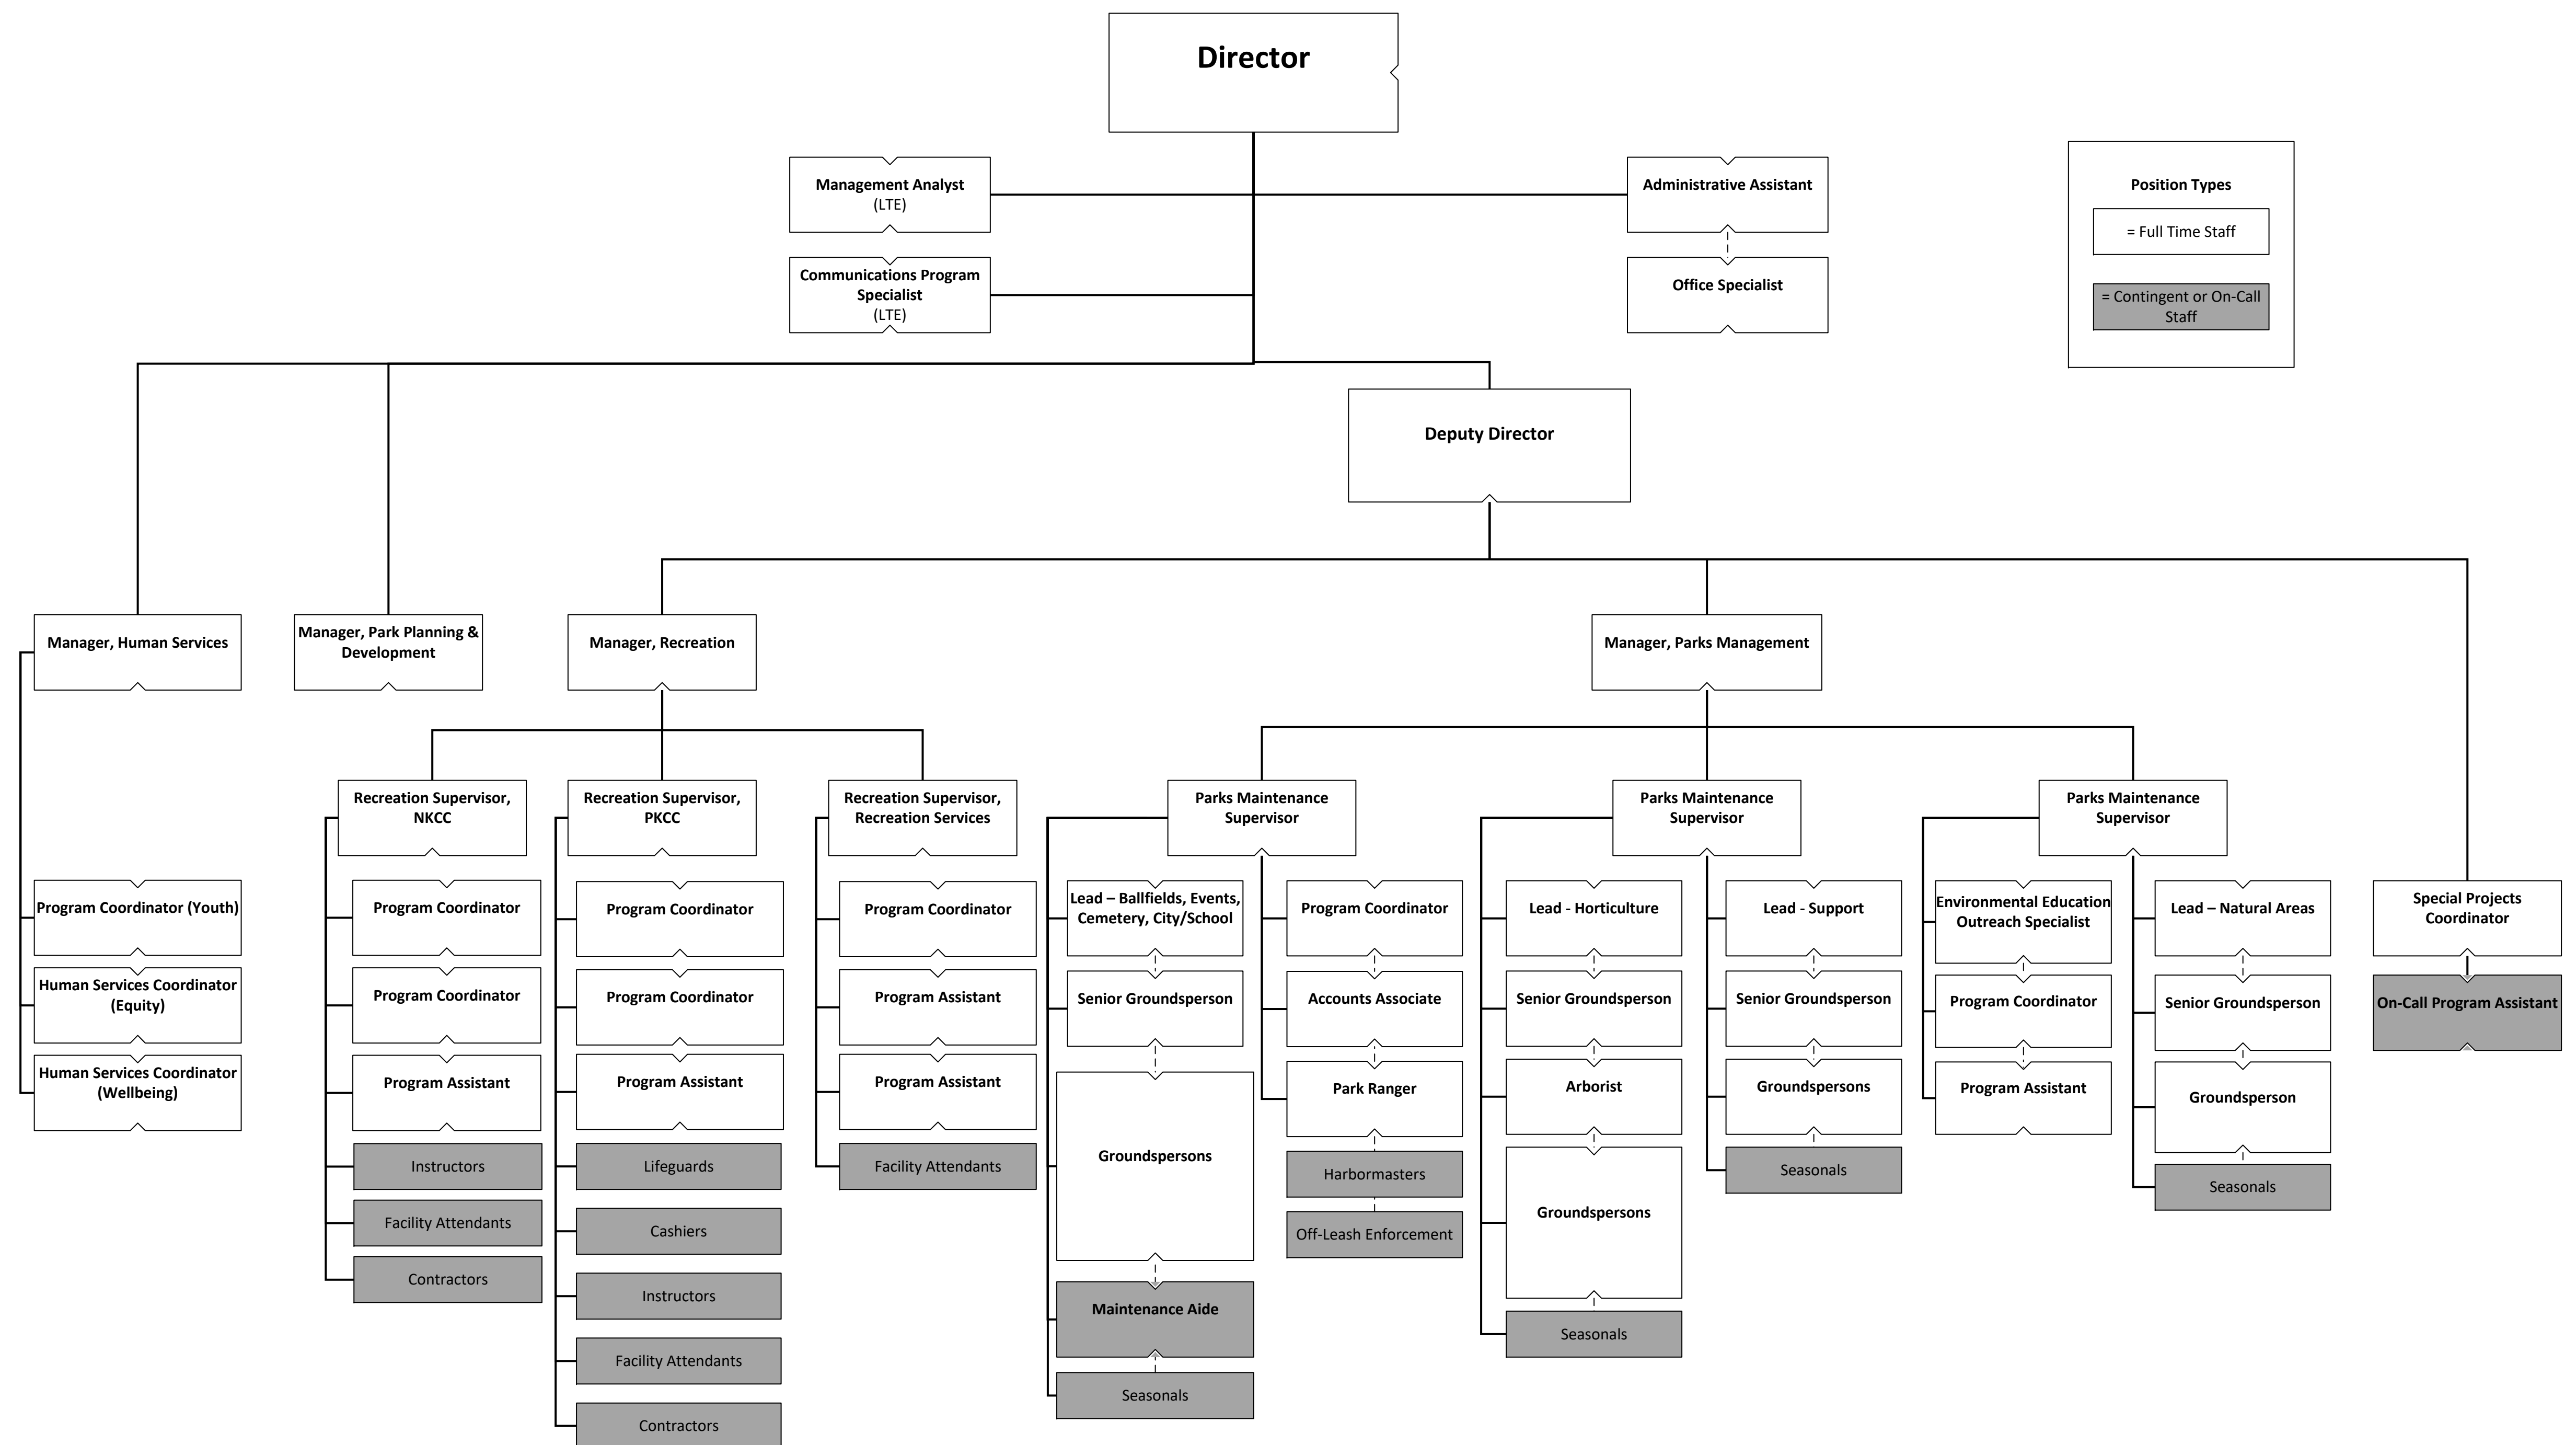 Director
Management Analyst
(LTE)
Administrative Assistant
Communications Program
Specialist
(LTE)
Office Specialist
Position Types
= Full Time Staff
= Contingent or On-Call
Staff
Deputy Director
Manager, Human Services
Manager, Park Planning &
Development
Manager, Recreation
Manager, Parks Management
Recreation Supervisor,
NKCC
Recreation Supervisor,
PKCC
Recreation Supervisor,
Recreation Services
Parks Maintenance
Supervisor
Parks Maintenance
Supervisor
Parks Maintenance
Supervisor
Program Coordinator (Youth)
Human Services Coordinator
(Equity)
Human Services Coordinator
(Wellbeing)
Program Coordinator
Program Coordinator
Program Assistant
Instructors
Facility Attendants
Contractors
Program Coordinator
Program Coordinator
Program Assistant
Lifeguards
Cashiers
Instructors
Facility Attendants
Contractors
Program Coordinator
Program Assistant
Program Assistant
Facility Attendants
Lead – Ballfields, Events,
Cemetery, City/School
Senior Groundsperson
Groundspersons
Maintenance Aide
Seasonals
Program Coordinator
Accounts Associate
Park Ranger
Harbormasters
Off-Leash Enforcement
Lead - Horticulture
Senior Groundsperson
Arborist
Groundspersons
Seasonals
Lead - Support
Senior Groundsperson
Groundspersons
Seasonals
Environmental Education
Outreach Specialist
Program Coordinator
Program Assistant
Lead – Natural Areas
Senior Groundsperson
Groundsperson
Seasonals
Special Projects
Coordinator
On-Call Program Assistant